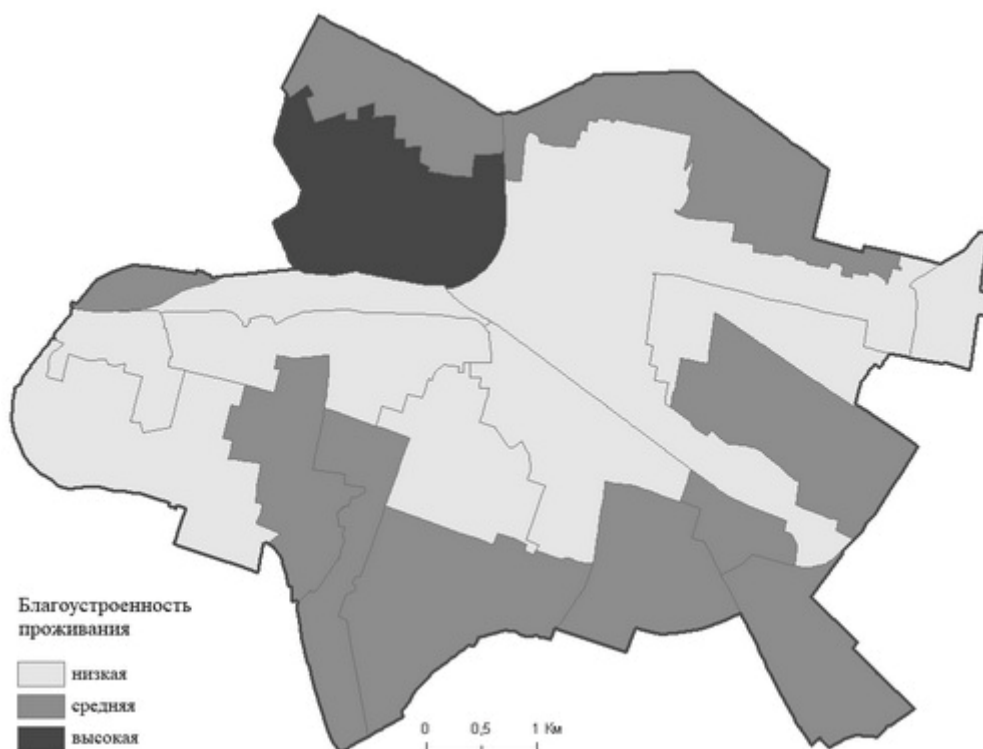 Благоустроенность
проживания
низкая
средняя
высокая
0 0,5 1 Км